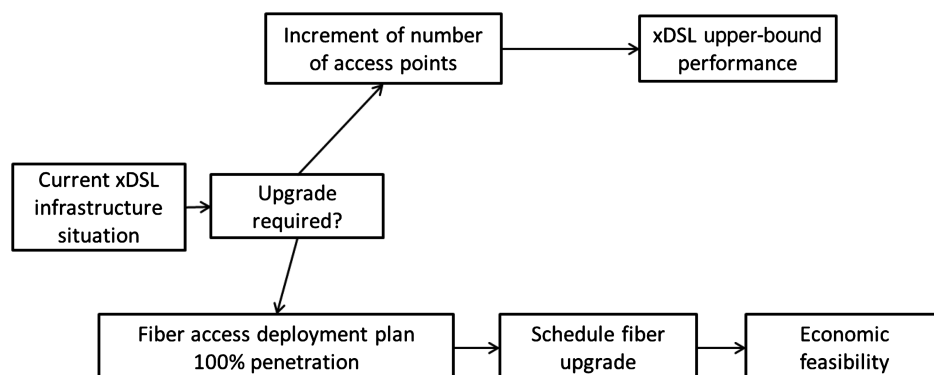 Increment of number
of access points
xDSL upper-bound
performance
Current xDSL
infrastructure
situation
Upgrade
required?
Fiber access deployment plan
100% penetration
Schedule fiber
upgrade
Economic
feasibility